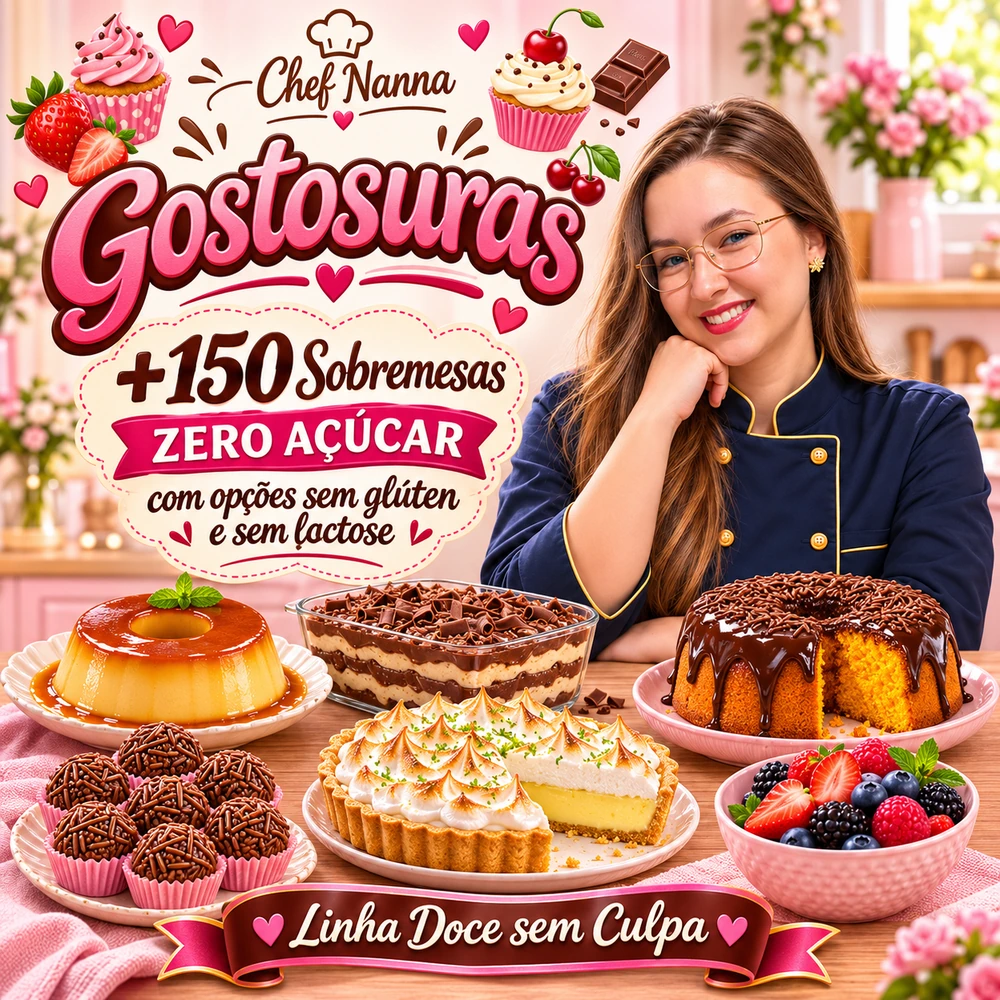 Chef Nanna
Gostosuras
+150 Sobremesas
ZERO AÇÚCAR
com opções sem glúten
e sem lactose
Linha Doce sem Culpa